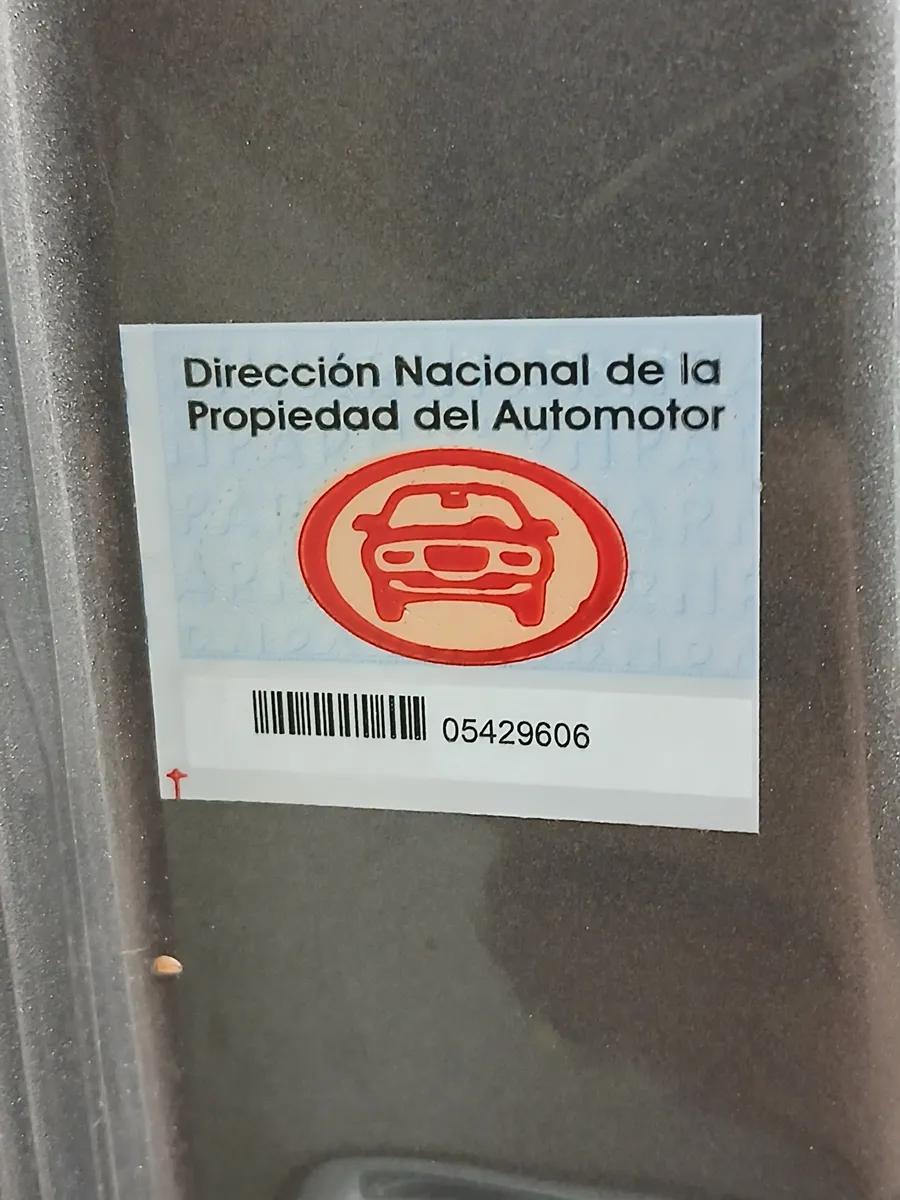 Dirección Nacional de la
Propiedad del Automotor
05429606